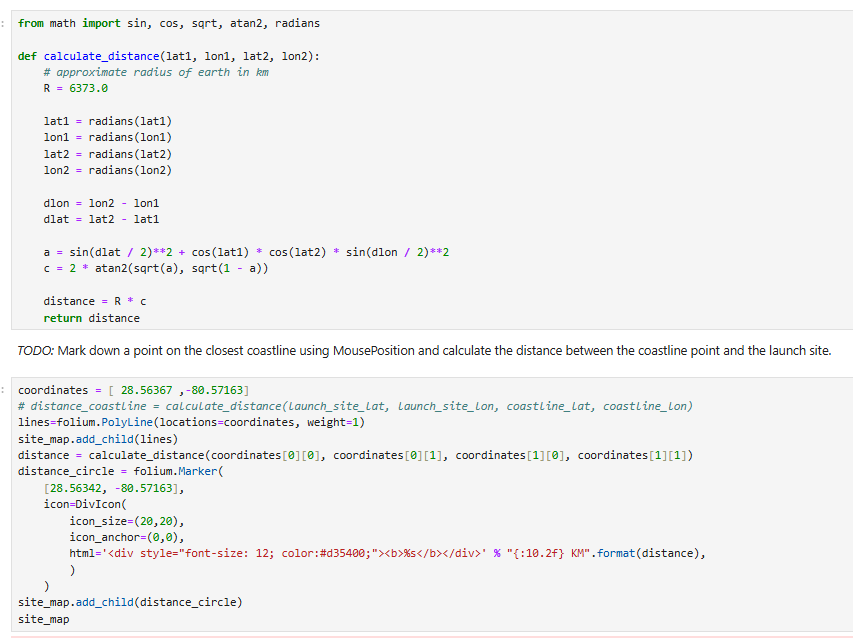 from math import sin, cos, sqrt, atan2, radians
def calculate_distance(lat1, lon1, lat2, lon2):
    # approximate radius of earth in km
    R = 6373.0
    lat1 = radians(lat1)
    lon1 = radians(lon1)
    lat2 = radians(lat2)
    lon2 = radians(lon2)
    dlon = lon2 - lon1
    dlat = lat2 - lat1
    a = sin(dlat / 2)**2 + cos(lat1) * cos(lat2) * sin(dlon / 2)**2
    c = 2 * atan2(sqrt(a), sqrt(1 - a))
    distance = R * c
    return distance
TODO: Mark down a point on the closest coastline using MousePosition and calculate the distance between the coastline point and the launch site.
coordinates = [ 28.56367 ,-80.57163]
# distance_coastline = calculate_distance(launch_site_lat, launch_site_lon, coastline_lat, coastline_lon)
lines=folium.PolyLine(locations=coordinates, weight=1)
site_map.add_child(lines)
distance = calculate_distance(coordinates[0][0], coordinates[0][1], coordinates[1][0], coordinates[1][1])
distance_circle = folium.Marker(
    [28.56342, -80.57163],
    icon=DivIcon(
        icon_size=(20,20),
        icon_anchor=(0,0),
        html='<div style="font-size: 12; color:#d35400;"><b>%s</b></div>' % "{:10.2f} KM".format(distance),
        )
    )
site_map.add_child(distance_circle)
site_map